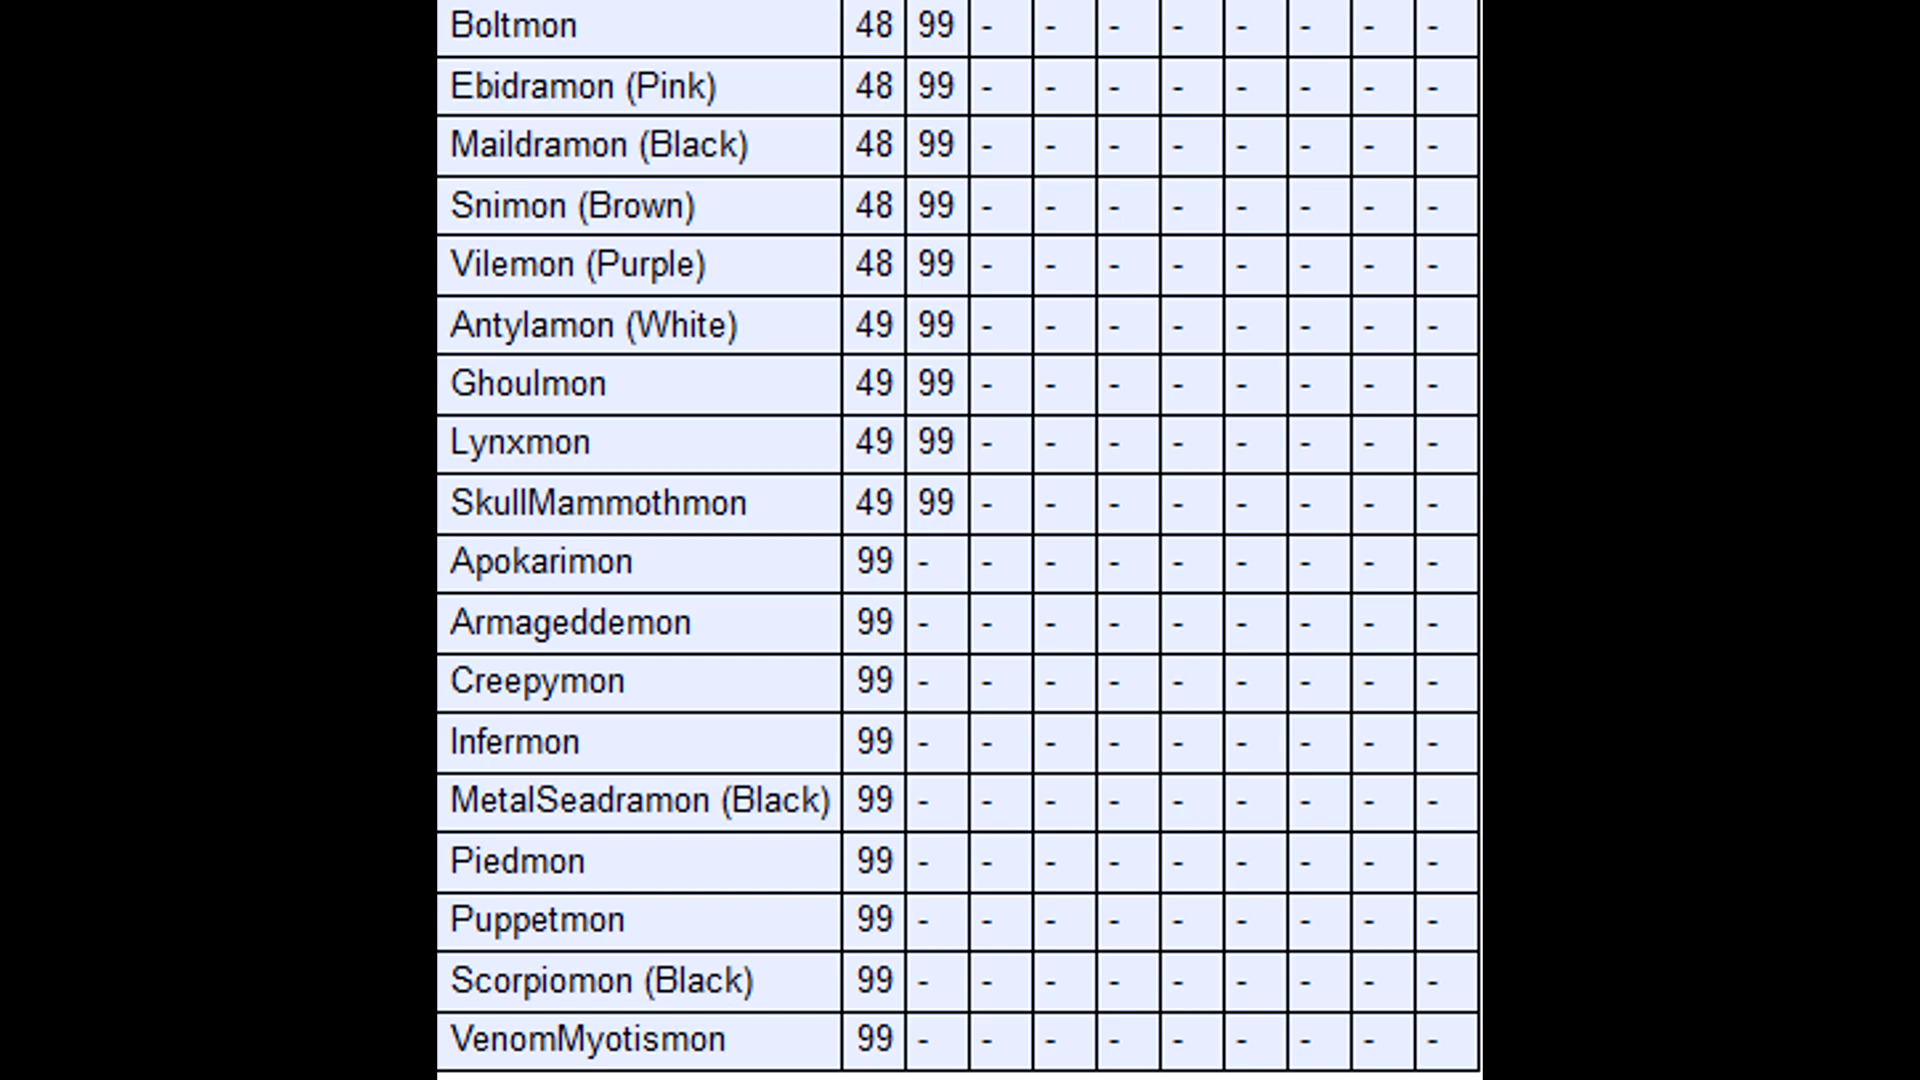 Boltmon 48 99 - - - - - - - -
Ebidramon (Pink) 48 99 - - - - - - - -
Maildramon (Black) 48 99 - - - - - - - -
Snimon (Brown) 48 99 - - - - - - - -
Vilemon (Purple) 48 99 - - - - - - - -
Antylamon (White) 49 99 - - - - - - - -
Ghoulmon 49 99 - - - - - - - -
Lynxmon 49 99 - - - - - - - -
SkullMammothmon 49 99 - - - - - - - -
Apokarimon 99 - - - - - - - - -
Armageddemon 99 - - - - - - - - -
Creepymon 99 - - - - - - - - -
Infermon 99 - - - - - - - - -
MetalSeadramon (Black) 99 - - - - - - - - -
Piedmon 99 - - - - - - - - -
Puppetmon 99 - - - - - - - - -
Scorpiomon (Black) 99 - - - - - - - - -
VenomMyotismon 99 - - - - - - - - -